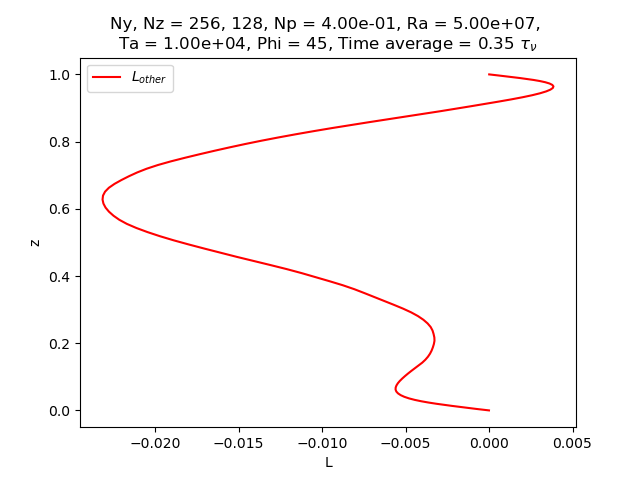 Ny, Nz = 256, 128, Np = 4.00e-01, Ra = 5.00e+07,
Ta = 1.00e+04, Phi = 45, Time average = 0.35 τ_ν
L_other
1.0
0.8
0.6
0.4
0.2
0.0
z
−0.020 −0.015 −0.010 −0.005 0.000 0.005
L